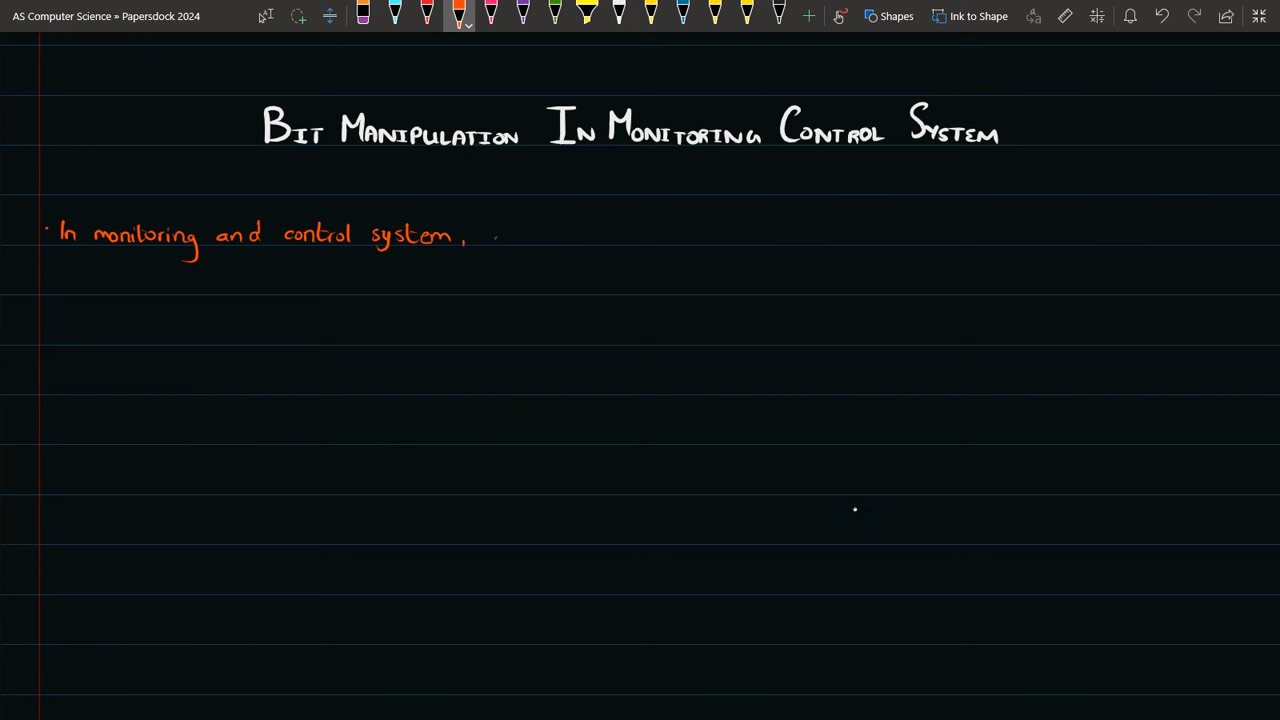 AS Computer Science » Papersdock 2024
Shapes
Ink to Shape
BIT MANIPULATION IN MONITORING CONTROL SYSTEM
· In monitoring and control system,